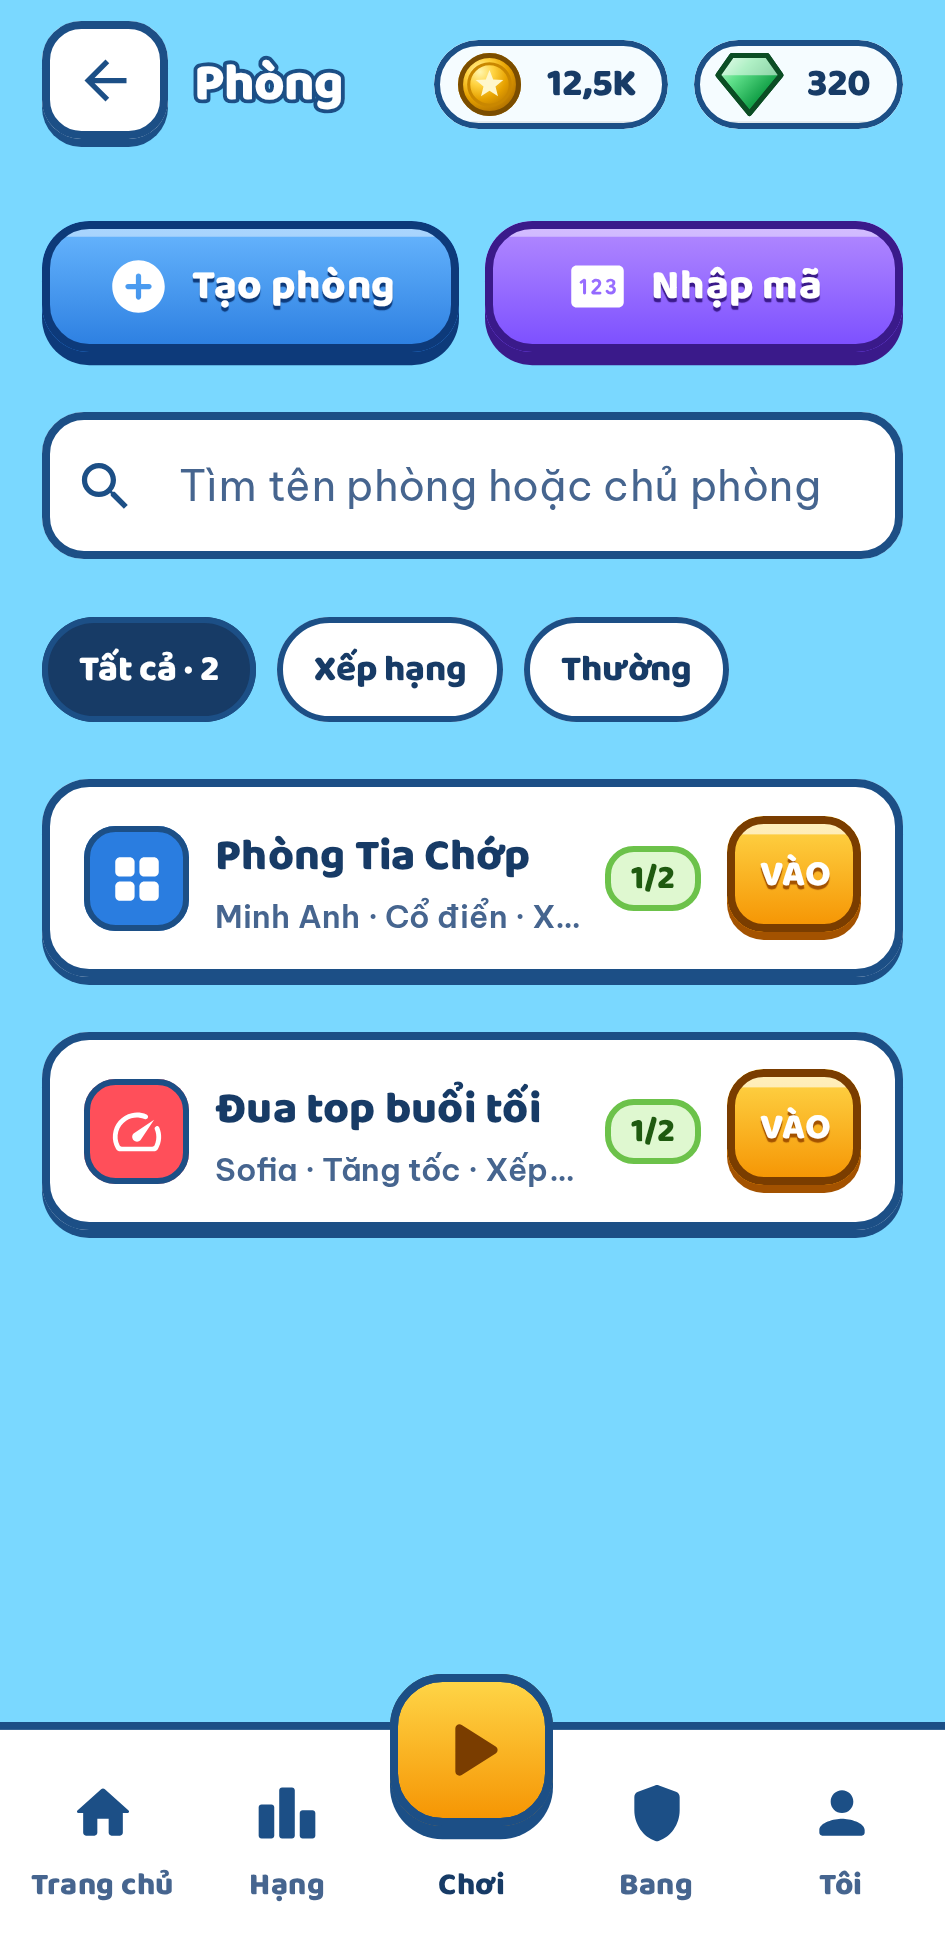 Phòng
12,5K
320
Tạo phòng
123
Nhập mã
Tìm tên phòng hoặc chủ phòng
Tất cả · 2
Xếp hạng
Thường
Phòng Tia Chớp
Minh Anh · Cổ điển · X...
1/2
VÀO
Đua top buổi tối
Sofia · Tăng tốc · Xếp...
1/2
VÀO
Trang chủ
Hạng
Chơi
Bang
Tôi